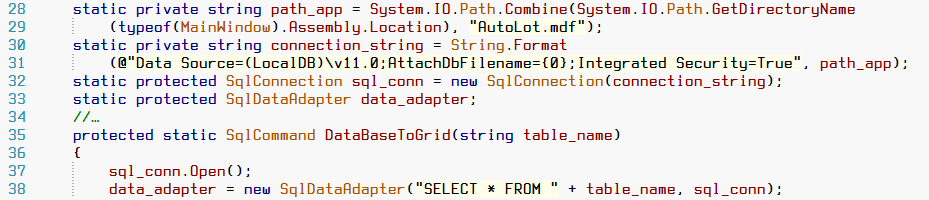 28 static private string path_app = System.IO.Path.Combine(System.IO.Path.GetDirectoryName
29 (typeof(MainWindow).Assembly.Location), "AutoLot.mdf");
30 static private string connection_string = String.Format
31 (@"Data Source=(LocalDB)\v11.0;AttachDbFilename={0};Integrated Security=True", path_app);
32 static protected SqlConnection sql_conn = new SqlConnection(connection_string);
33 static protected SqlDataAdapter data_adapter;
34 //…
35 protected static SqlCommand DataBaseToGrid(string table_name)
36 {
37 sql_conn.Open();
38 data_adapter = new SqlDataAdapter("SELECT * FROM " + table_name, sql_conn);